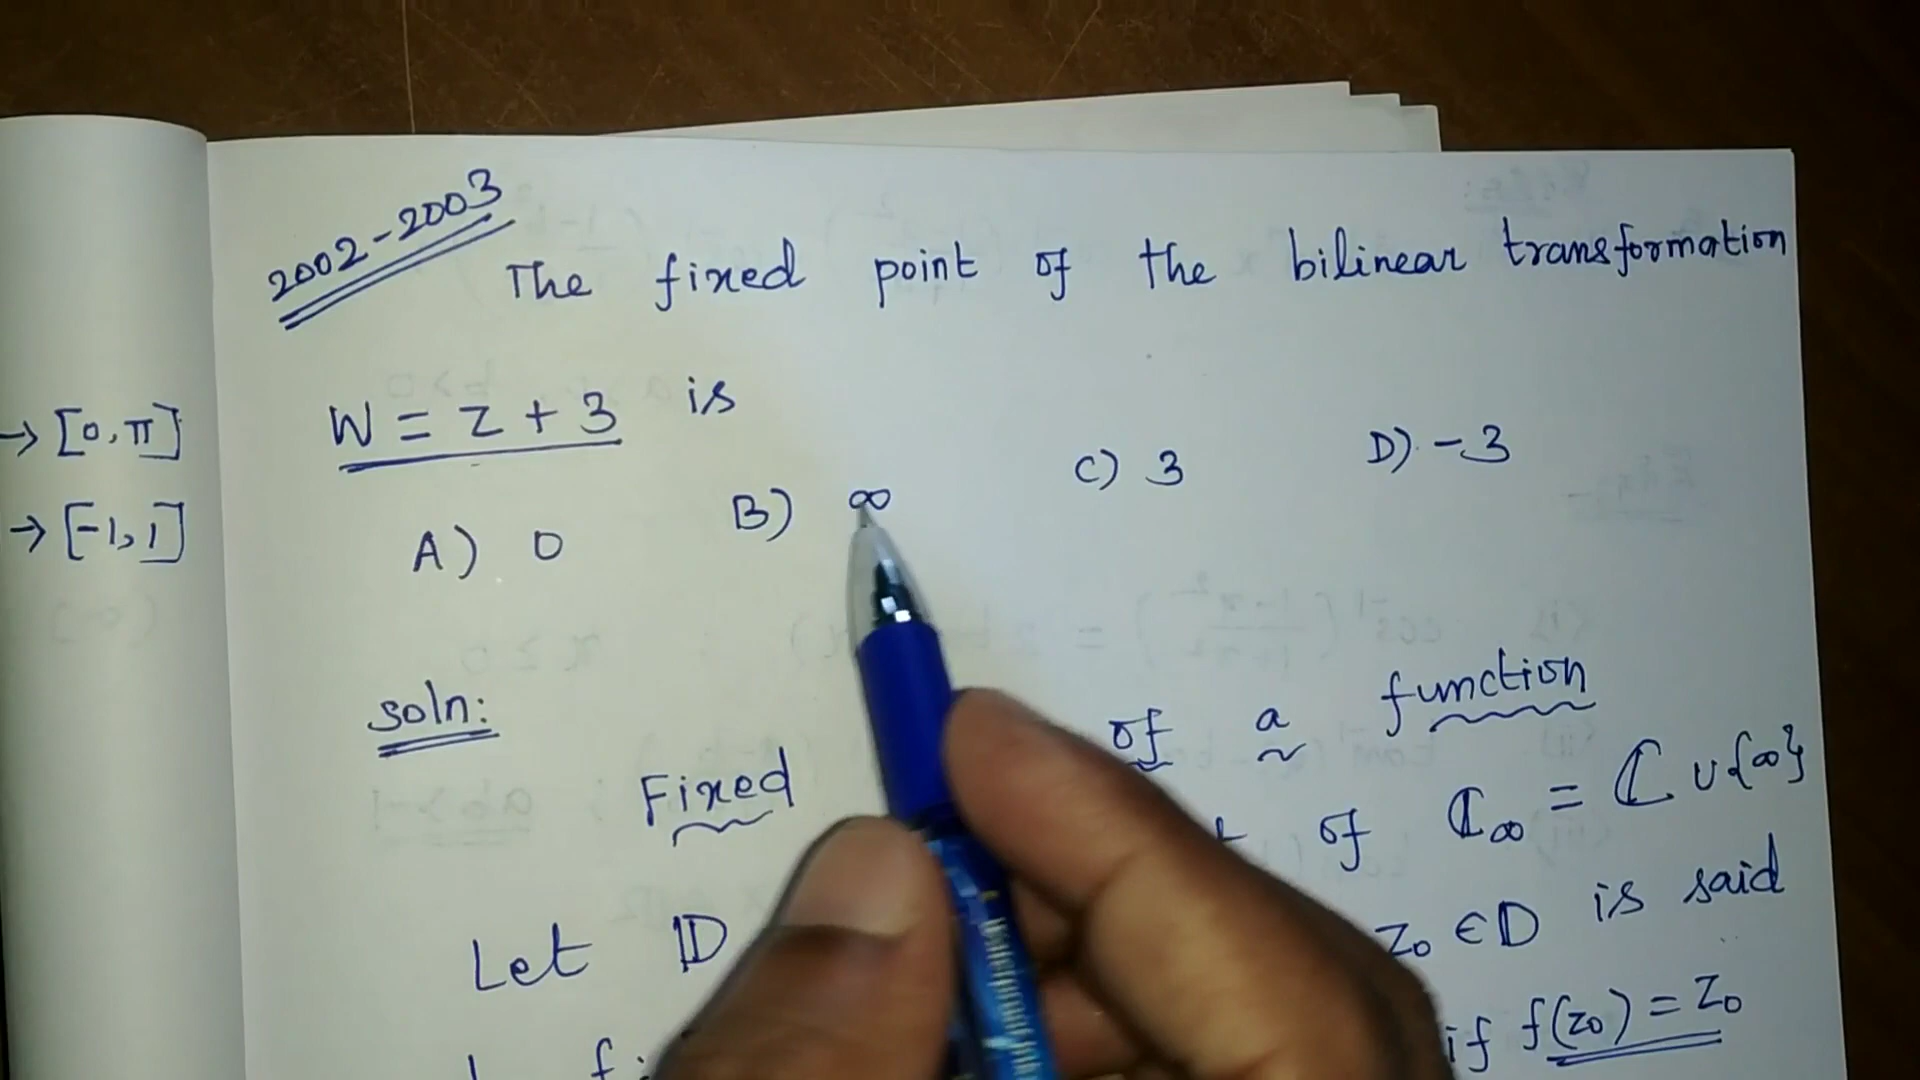 2002-2003
The fixed point of the bilinear transformation
W = Z + 3 is
A) 0 B) ∞ C) 3 D) -3
→ [0, π]
→ [-1, 1]
soln:
Fixed of a function
Let D of ℂ∞ = ℂ ∪ {∞}
z₀ ∈ D is said
if f(z₀) = z₀